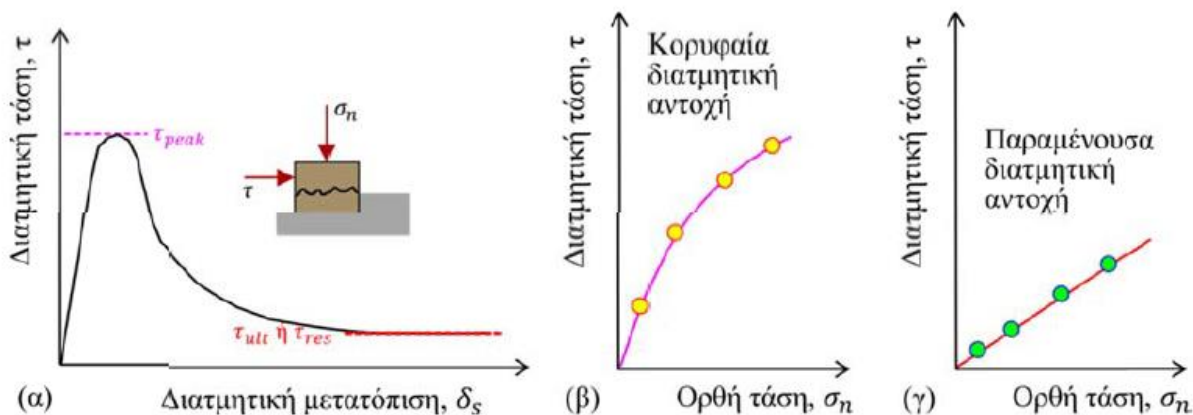 Διατμητική τάση, τ
τ_peak
σ_n
τ
τ_ult ή τ_res
(α)
Διατμητική μετατόπιση, δ_s
Διατμητική τάση, τ
Κορυφαία
διατμητική
αντοχή
(β)
Ορθή τάση, σ_n
Διατμητική τάση, τ
Παραμένουσα
διατμητική
αντοχή
(γ)
Ορθή τάση, σ_n